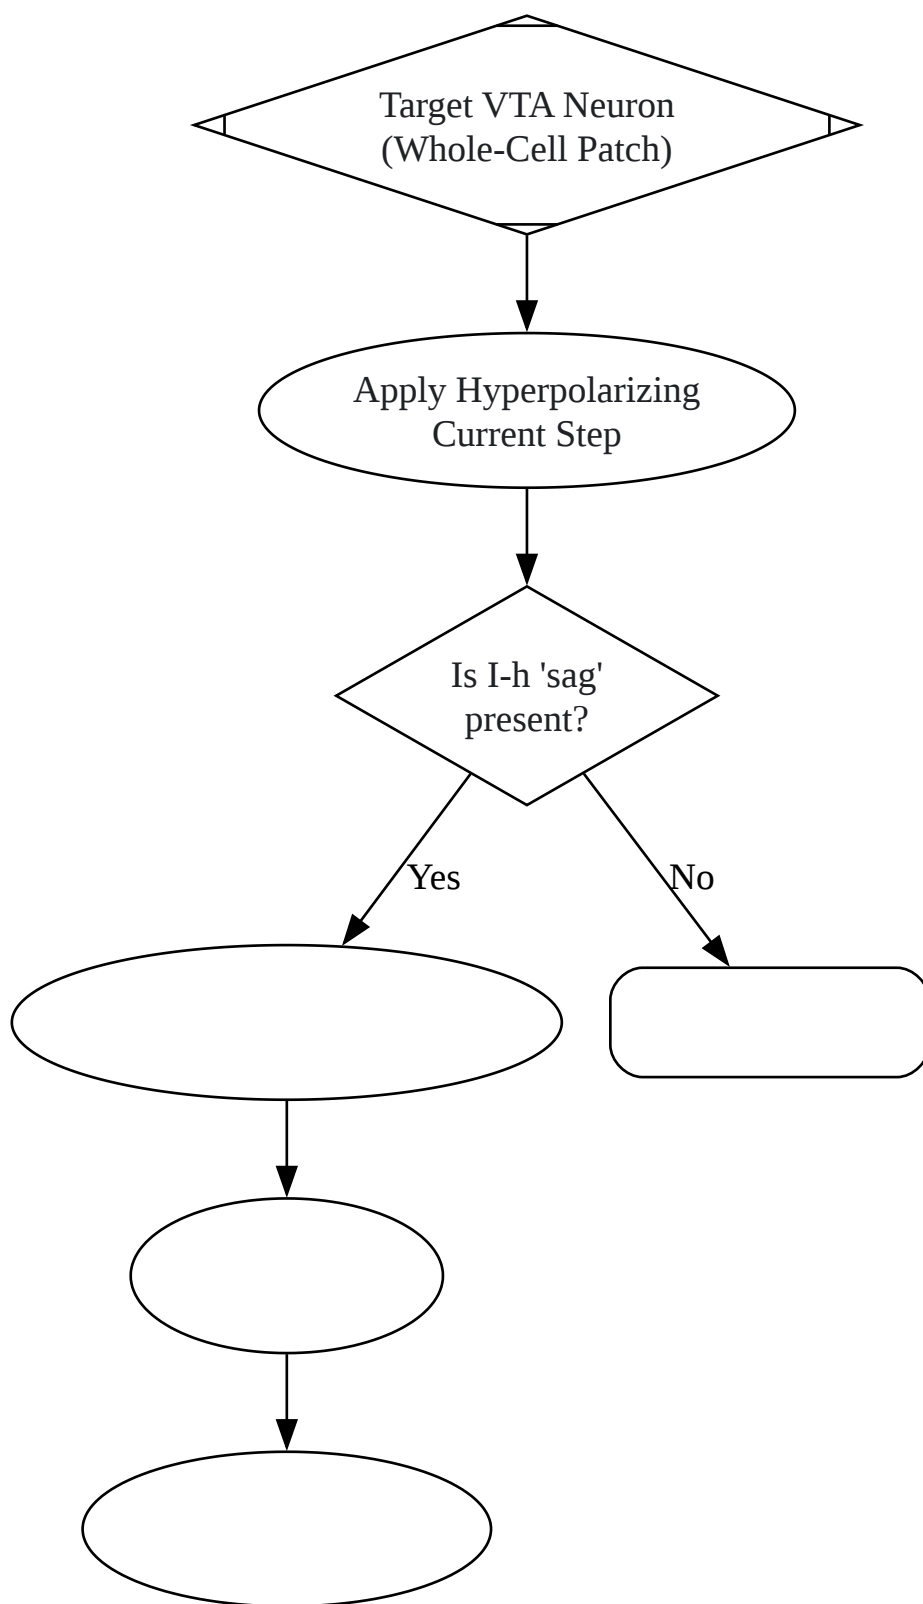 Target VTA Neuron
(Whole-Cell Patch)
Apply Hyperpolarizing
Current Step
Is I-h 'sag'
present?
Yes
No